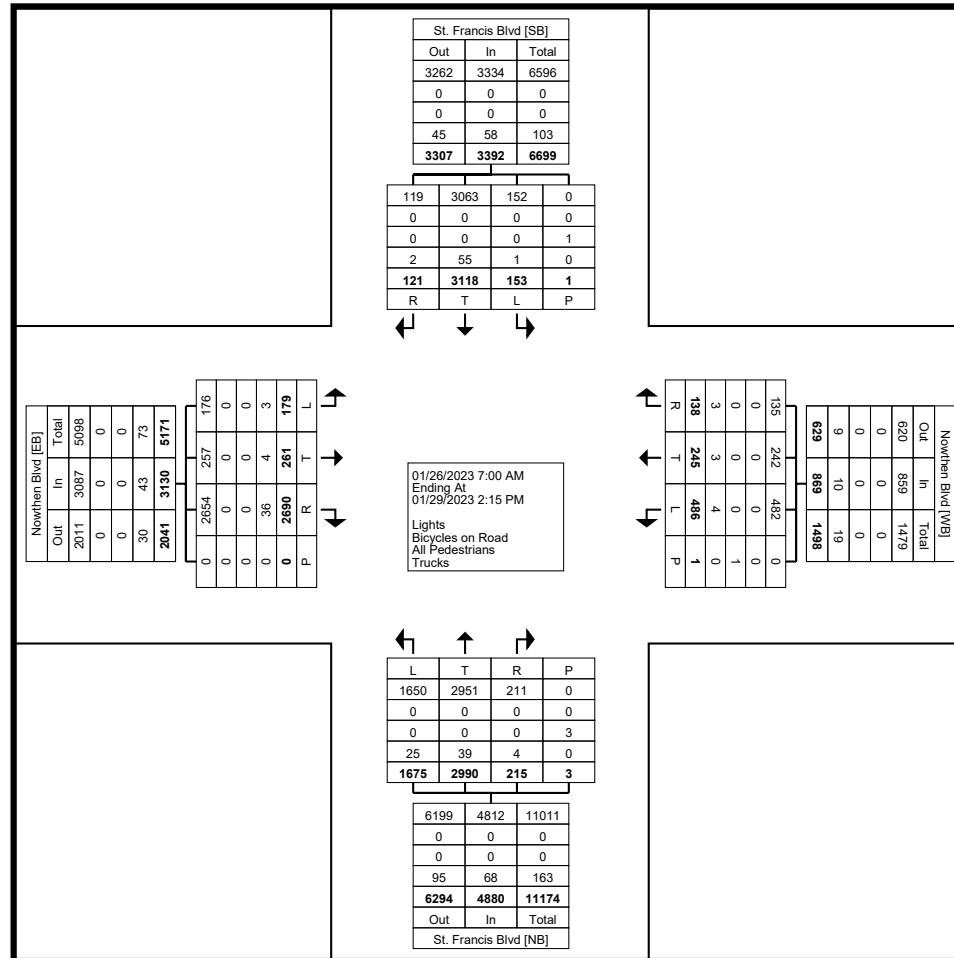 St. Francis Blvd [SB]
Out In Total
3262 3334 6596
0 0 0
0 0 0
45 58 103
3307 3392 6699
119 3063 152 0
0 0 0 0
0 0 0 1
2 55 1 0
121 3118 153 1
R T L P
Nowthen Blvd [EB]
Total In Out
5098 3087 2011
0 0 0
0 0 0
73 43 30
5171 3130 2041
176 257 2654 0
0 0 0 0
0 0 0 0
3 4 36 0
179 261 2690 0
L T R P
01/26/2023 7:00 AM
Ending At
01/29/2023 2:15 PM
Lights
Bicycles on Road
All Pedestrians
Trucks
R T L P
138 245 486 1
3 3 4 0
0 0 0 1
0 0 0 0
135 242 482 0
Nowthen Blvd [WB]
Out In Total
620 859 1479
0 0 0
0 0 0
9 10 19
629 869 1498
L T R P
1650 2951 211 0
0 0 0 0
0 0 0 3
25 39 4 0
1675 2990 215 3
6199 4812 11011
0 0 0
0 0 0
95 68 163
6294 4880 11174
Out In Total
St. Francis Blvd [NB]